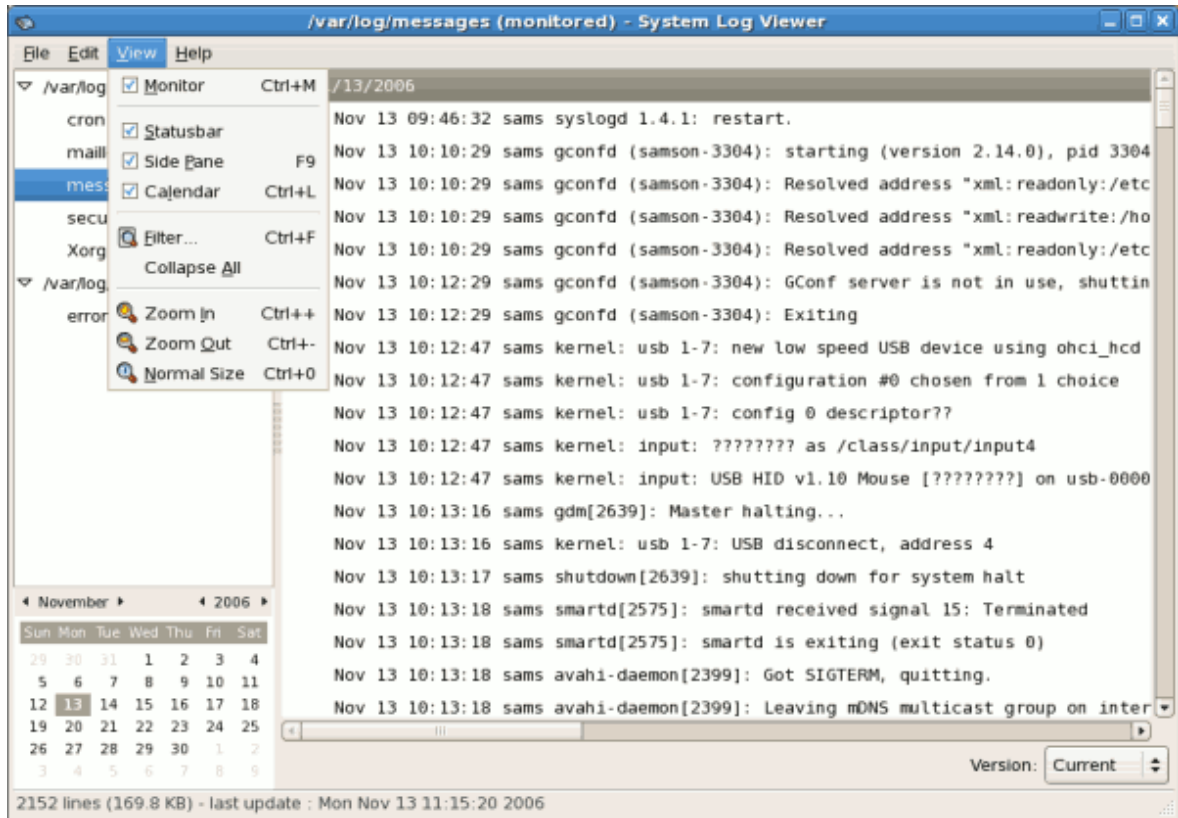 /var/log/messages (monitored) - System Log Viewer
File Edit View Help
/var/log
cron
maill
mess
secu
Xorg
/var/log
error
Monitor Ctrl+M
Statusbar
Side Pane F9
Calendar Ctrl+L
Filter... Ctrl+F
Collapse All
Zoom In Ctrl++
Zoom Out Ctrl+-
Normal Size Ctrl+0
/13/2006
Nov 13 09:46:32 sams syslogd 1.4.1: restart.
Nov 13 10:10:29 sams gconfd (samson-3304): starting (version 2.14.0), pid 3304
Nov 13 10:10:29 sams gconfd (samson-3304): Resolved address "xml:readonly:/etc
Nov 13 10:10:29 sams gconfd (samson-3304): Resolved address "xml:readwrite:/ho
Nov 13 10:10:29 sams gconfd (samson-3304): Resolved address "xml:readonly:/etc
Nov 13 10:12:29 sams gconfd (samson-3304): GConf server is not in use, shuttin
Nov 13 10:12:29 sams gconfd (samson-3304): Exiting
Nov 13 10:12:47 sams kernel: usb 1-7: new low speed USB device using ohci_hcd
Nov 13 10:12:47 sams kernel: usb 1-7: configuration #0 chosen from 1 choice
Nov 13 10:12:47 sams kernel: usb 1-7: config 0 descriptor??
Nov 13 10:12:47 sams kernel: input: ???????? as /class/input/input4
Nov 13 10:12:47 sams kernel: input: USB HID v1.10 Mouse [????????] on usb-0000
Nov 13 10:13:16 sams gdm[2639]: Master halting...
Nov 13 10:13:16 sams kernel: usb 1-7: USB disconnect, address 4
Nov 13 10:13:17 sams shutdown[2639]: shutting down for system halt
Nov 13 10:13:18 sams smartd[2575]: smartd received signal 15: Terminated
Nov 13 10:13:18 sams smartd[2575]: smartd is exiting (exit status 0)
Nov 13 10:13:18 sams avahi-daemon[2399]: Got SIGTERM, quitting.
Nov 13 10:13:18 sams avahi-daemon[2399]: Leaving mDNS multicast group on inter
November 2006
Sun Mon Tue Wed Thu Fri Sat
29 30 31 1 2 3 4
5 6 7 8 9 10 11
12 13 14 15 16 17 18
19 20 21 22 23 24 25
26 27 28 29 30 1 2
3 4 5 6 7 8 9
Version: Current
2152 lines (169.8 KB) - last update : Mon Nov 13 11:15:20 2006